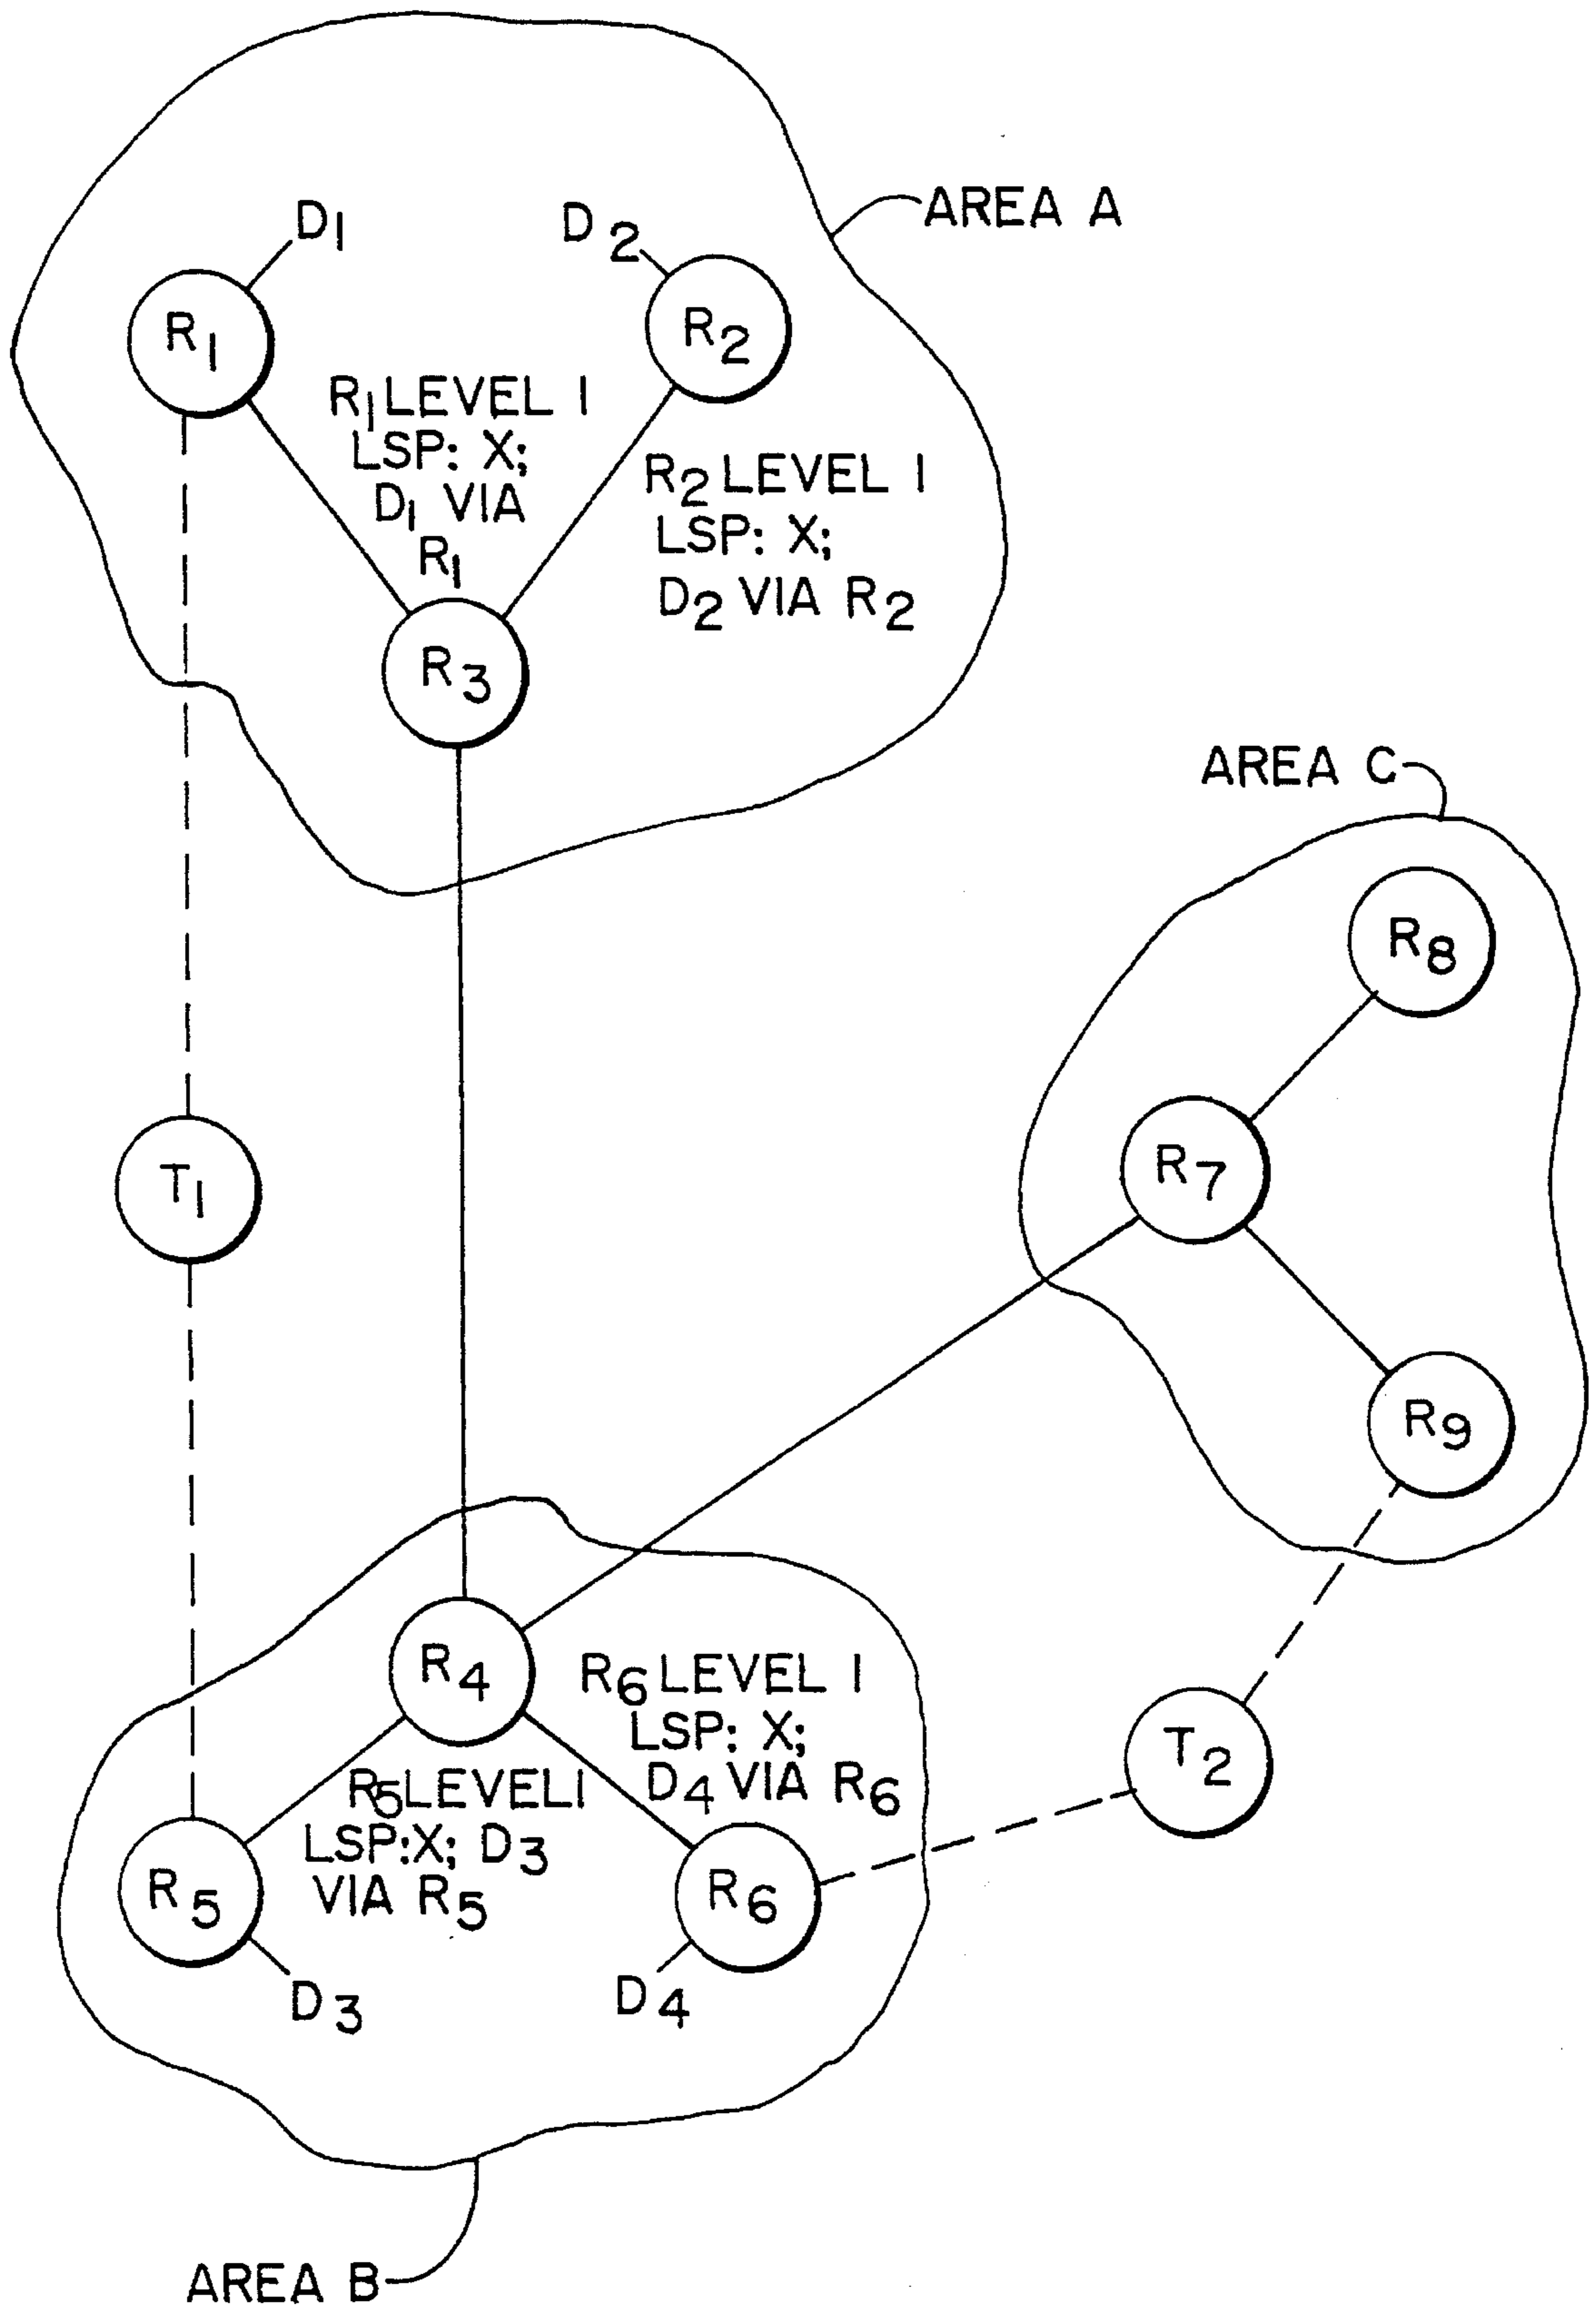 AREA A
D1
D2
R1
R2
R1 LEVEL 1
LSP: X;
D1 VIA
R1
R2 LEVEL 1
LSP: X;
D2 VIA R2
R3
AREA C
R8
R7
T1
R9
R4
R6 LEVEL 1
LSP: X;
D4 VIA R6
T2
R5 LEVEL 1
LSP:X; D3
VIA R5
R5
R6
D3
D4
AREA B